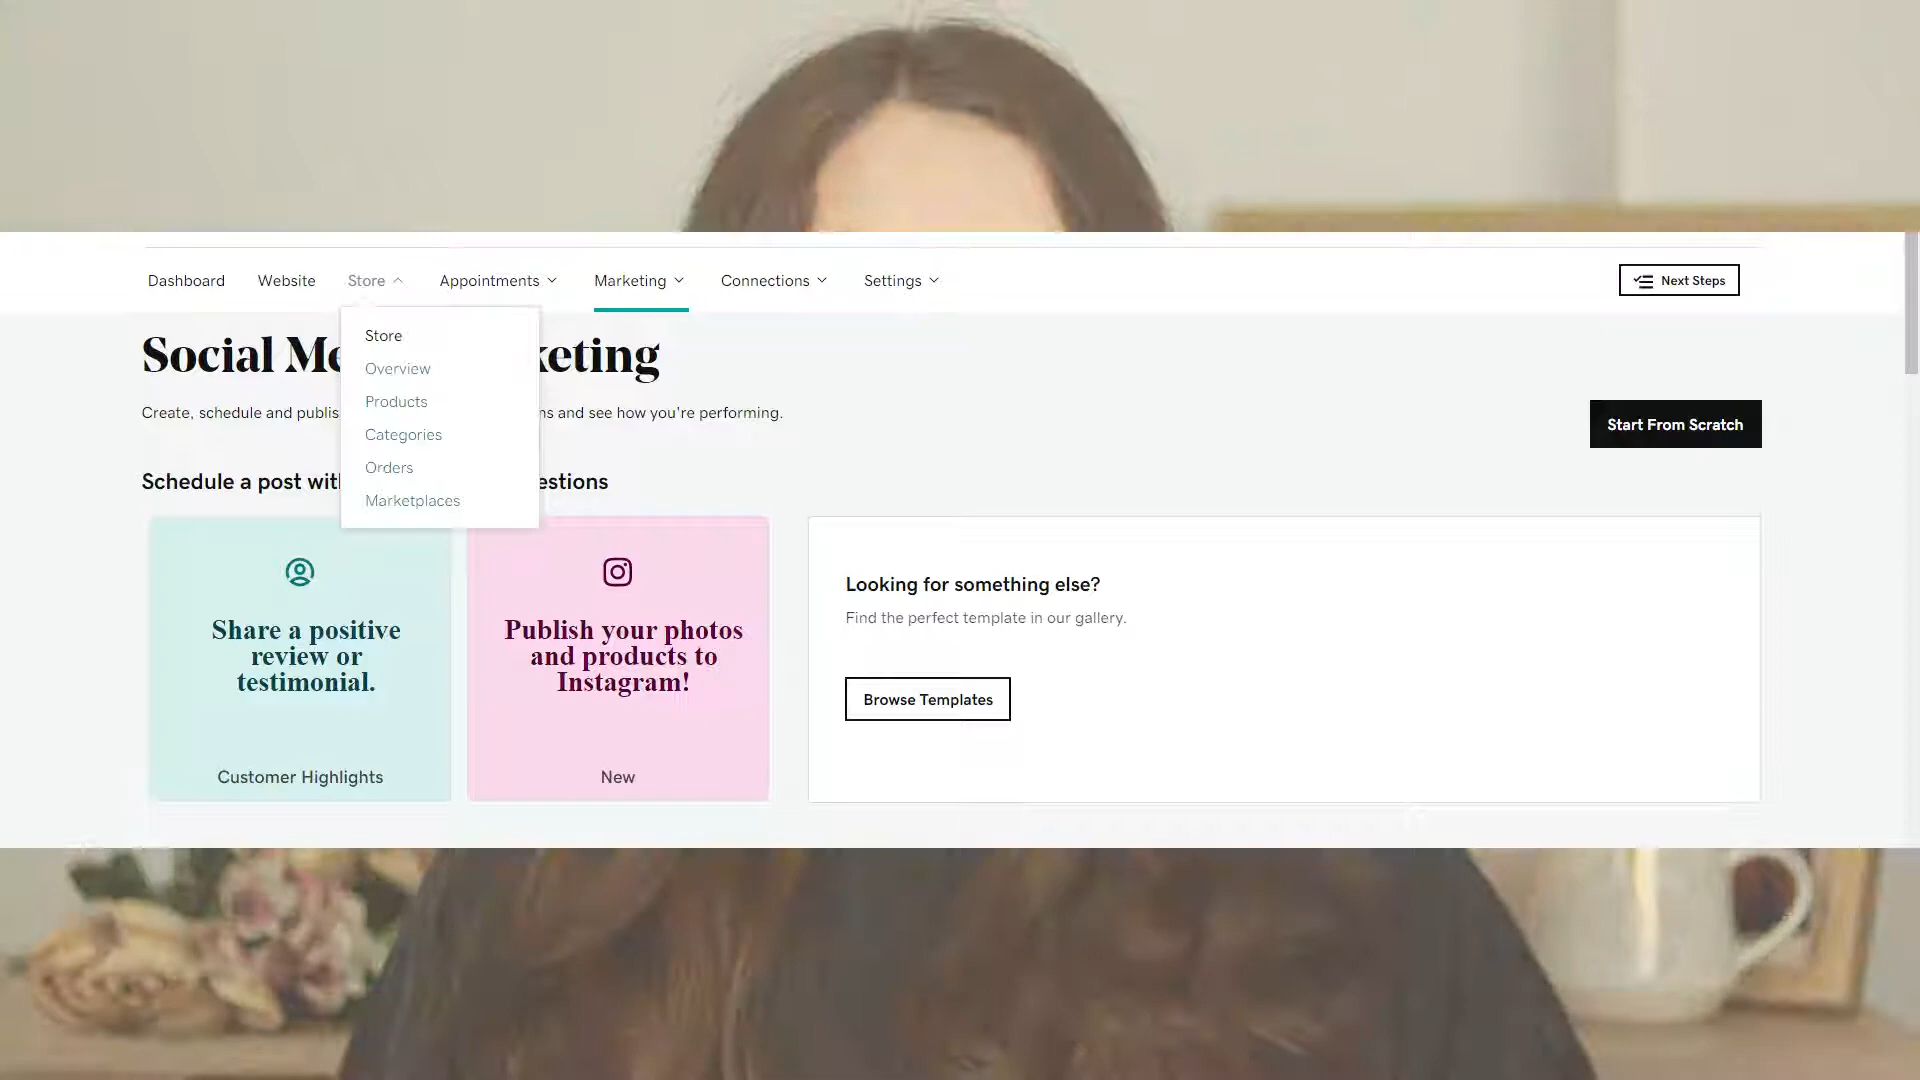 Dashboard
Website
Store
Appointments
Marketing
Connections
Settings
Next Steps
Store
Overview
Products
Categories
Orders
Marketplaces
Social Me keting
Create, schedule and publis ns and see how you're performing.
Start From Scratch
Schedule a post wit estions
Share a positive
review or
testimonial.
Customer Highlights
Publish your photos
and products to
Instagram!
New
Looking for something else?
Find the perfect template in our gallery.
Browse Templates